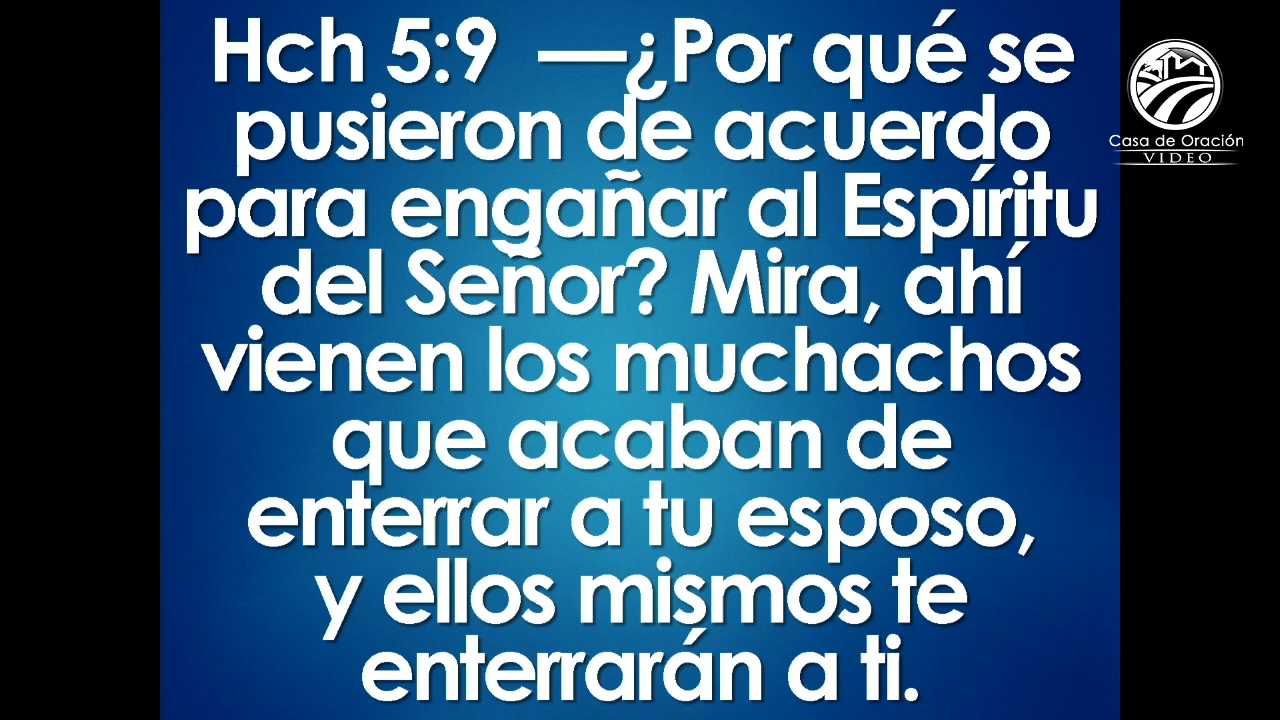 Hch 5:9 —¿Por qué se
pusieron de acuerdo
para engañar al Espíritu
del Señor? Mira, ahí
vienen los muchachos
que acaban de
enterrar a tu esposo,
y ellos mismos te
enterrarán a ti.
Casa de Oración
VIDEO